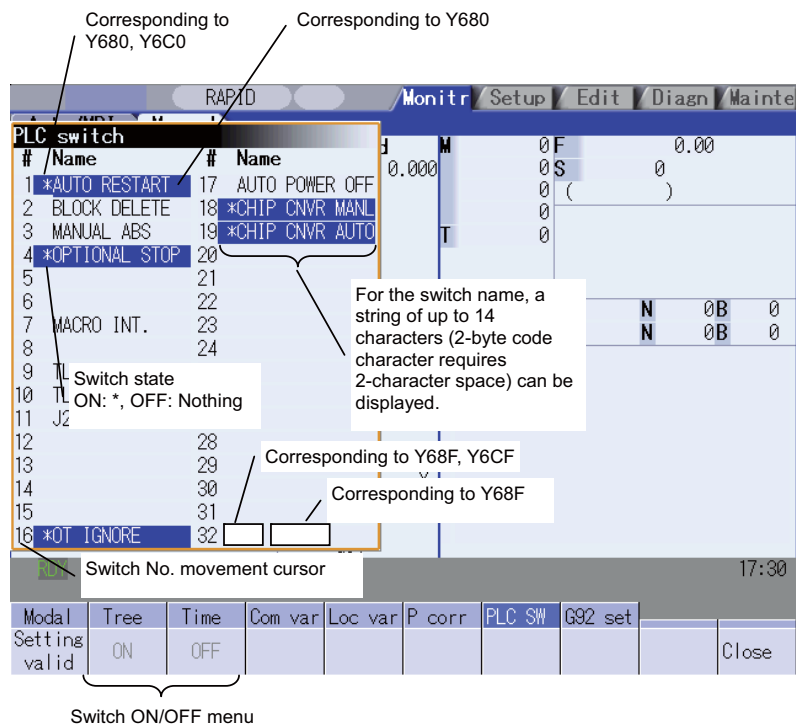 Corresponding to
Y680, Y6C0
Corresponding to Y680
RAPID
Monitr Setup Edit Diagn Mainte
PLC switch
# Name # Name
1 *AUTO RESTART 17 AUTO POWER OFF
2 BLOCK DELETE 18 *CHIP CNVR MANL
3 MANUAL ABS 19 *CHIP CNVR AUTO
4 *OPTIONAL STOP 20
5 21
6 22
7 MACRO INT. 23
8 24
9
10
11 J2
12 28
13 29
14 30
15 31
16 *OT IGNORE 32
0.000
M 0 F 0.00
0 S 0
0 ( )
0
T 0
N 0 B 0
N 0 B 0
For the switch name, a
string of up to 14
characters (2-byte code
character requires
2-character space) can be
displayed.
Switch state
ON: *, OFF: Nothing
Corresponding to Y68F, Y6CF
Corresponding to Y68F
Switch No. movement cursor
RDY
17:30
Modal Tree Time Com var Loc var P corr PLC SW G92 set
Setting
valid ON OFF Close
Switch ON/OFF menu